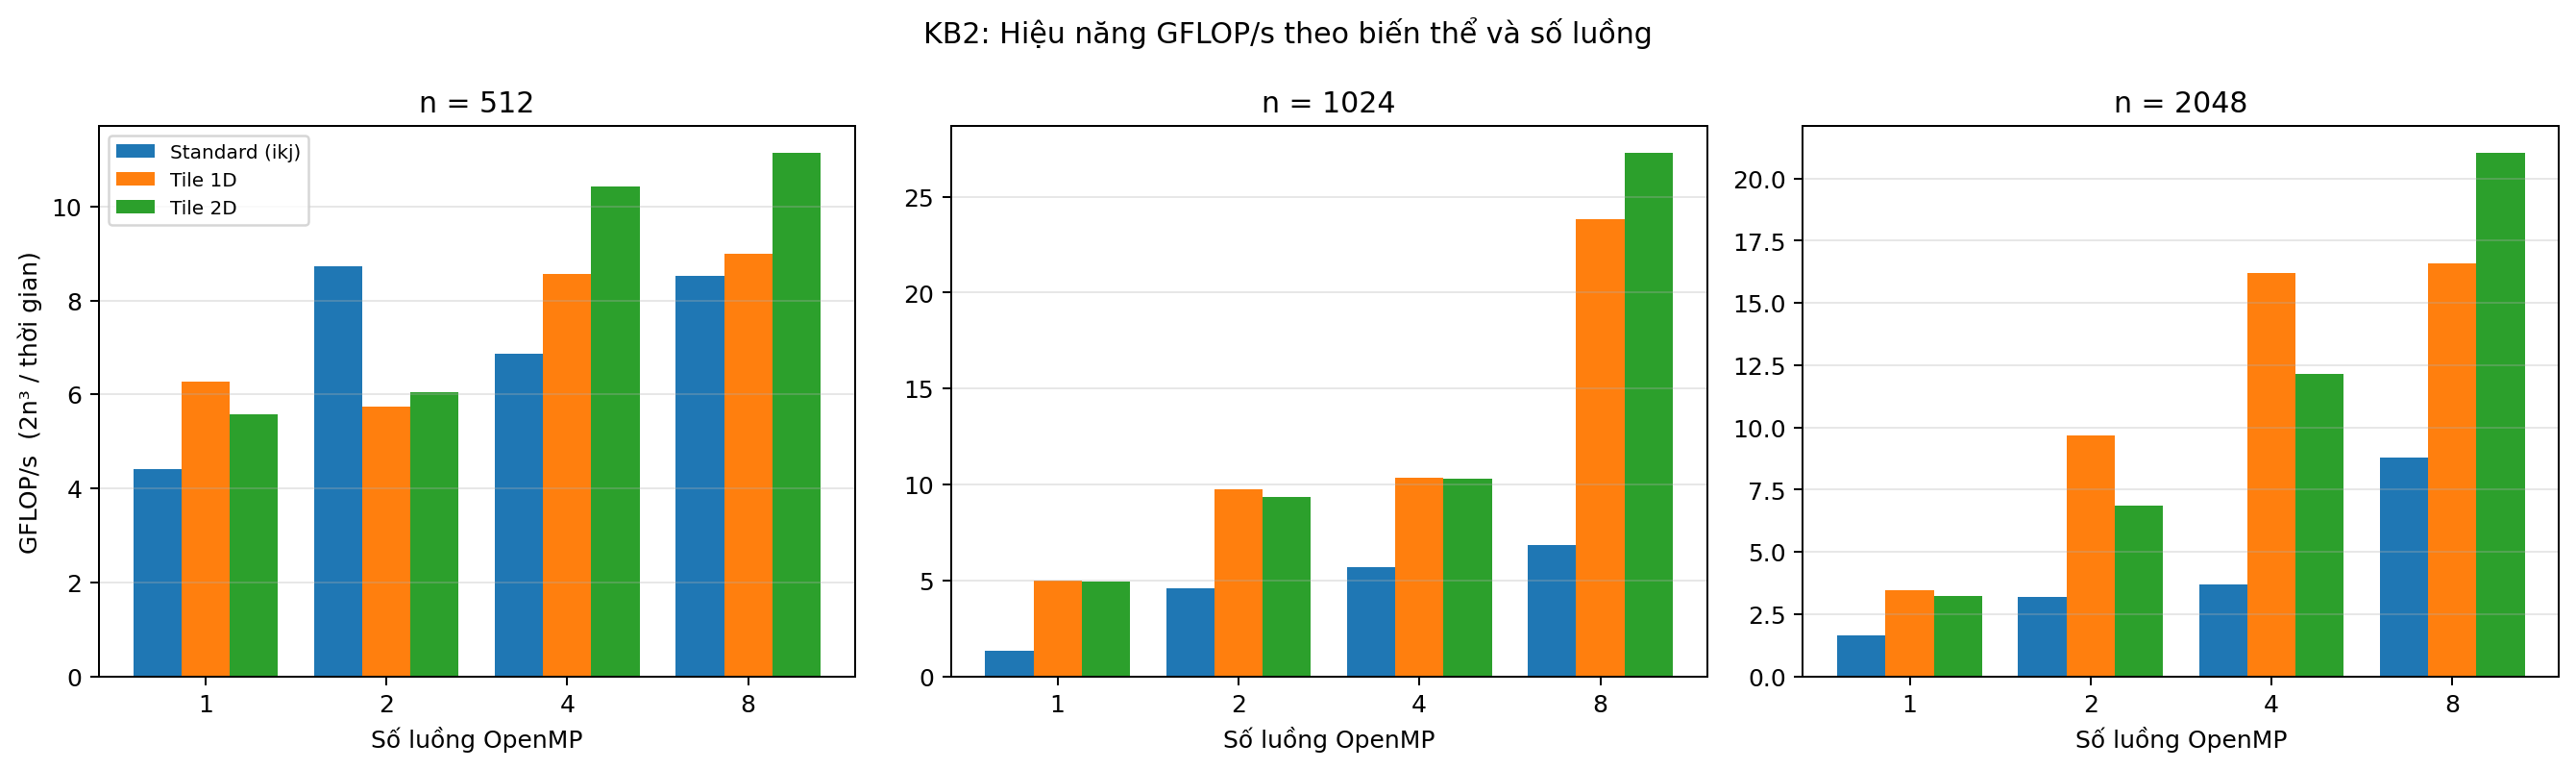 KB2: Hiệu năng GFLOP/s theo biến thể và số luồng
n = 512
Standard (ikj)
Tile 1D
Tile 2D
GFLOP/s (2n³ / thời gian)
10
8
6
4
2
0
1 2 4 8
Số luồng OpenMP
n = 1024
25
20
15
10
5
0
1 2 4 8
Số luồng OpenMP
n = 2048
20.0
17.5
15.0
12.5
10.0
7.5
5.0
2.5
0.0
1 2 4 8
Số luồng OpenMP